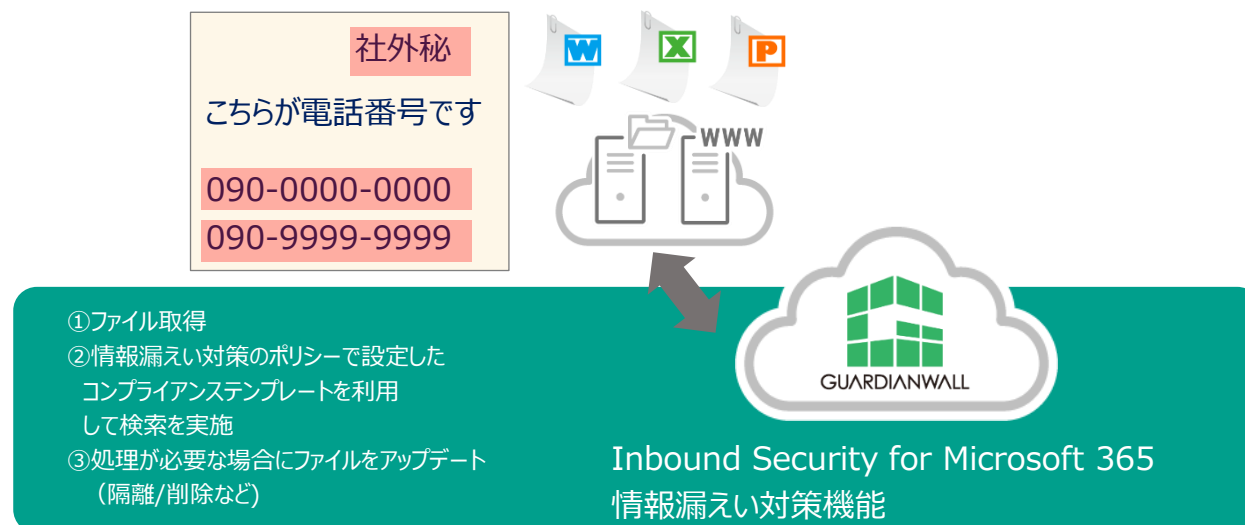 社外秘
こちらが電話番号です
090-0000-0000
090-9999-9999
W
X
P
WWW
GUARDIANWALL
①ファイル取得
②情報漏えい対策のポリシーで設定した
コンプライアンステンプレートを利用
して検索を実施
③処理が必要な場合にファイルをアップデート
（隔離/削除など)
Inbound Security for Microsoft 365
情報漏えい対策機能